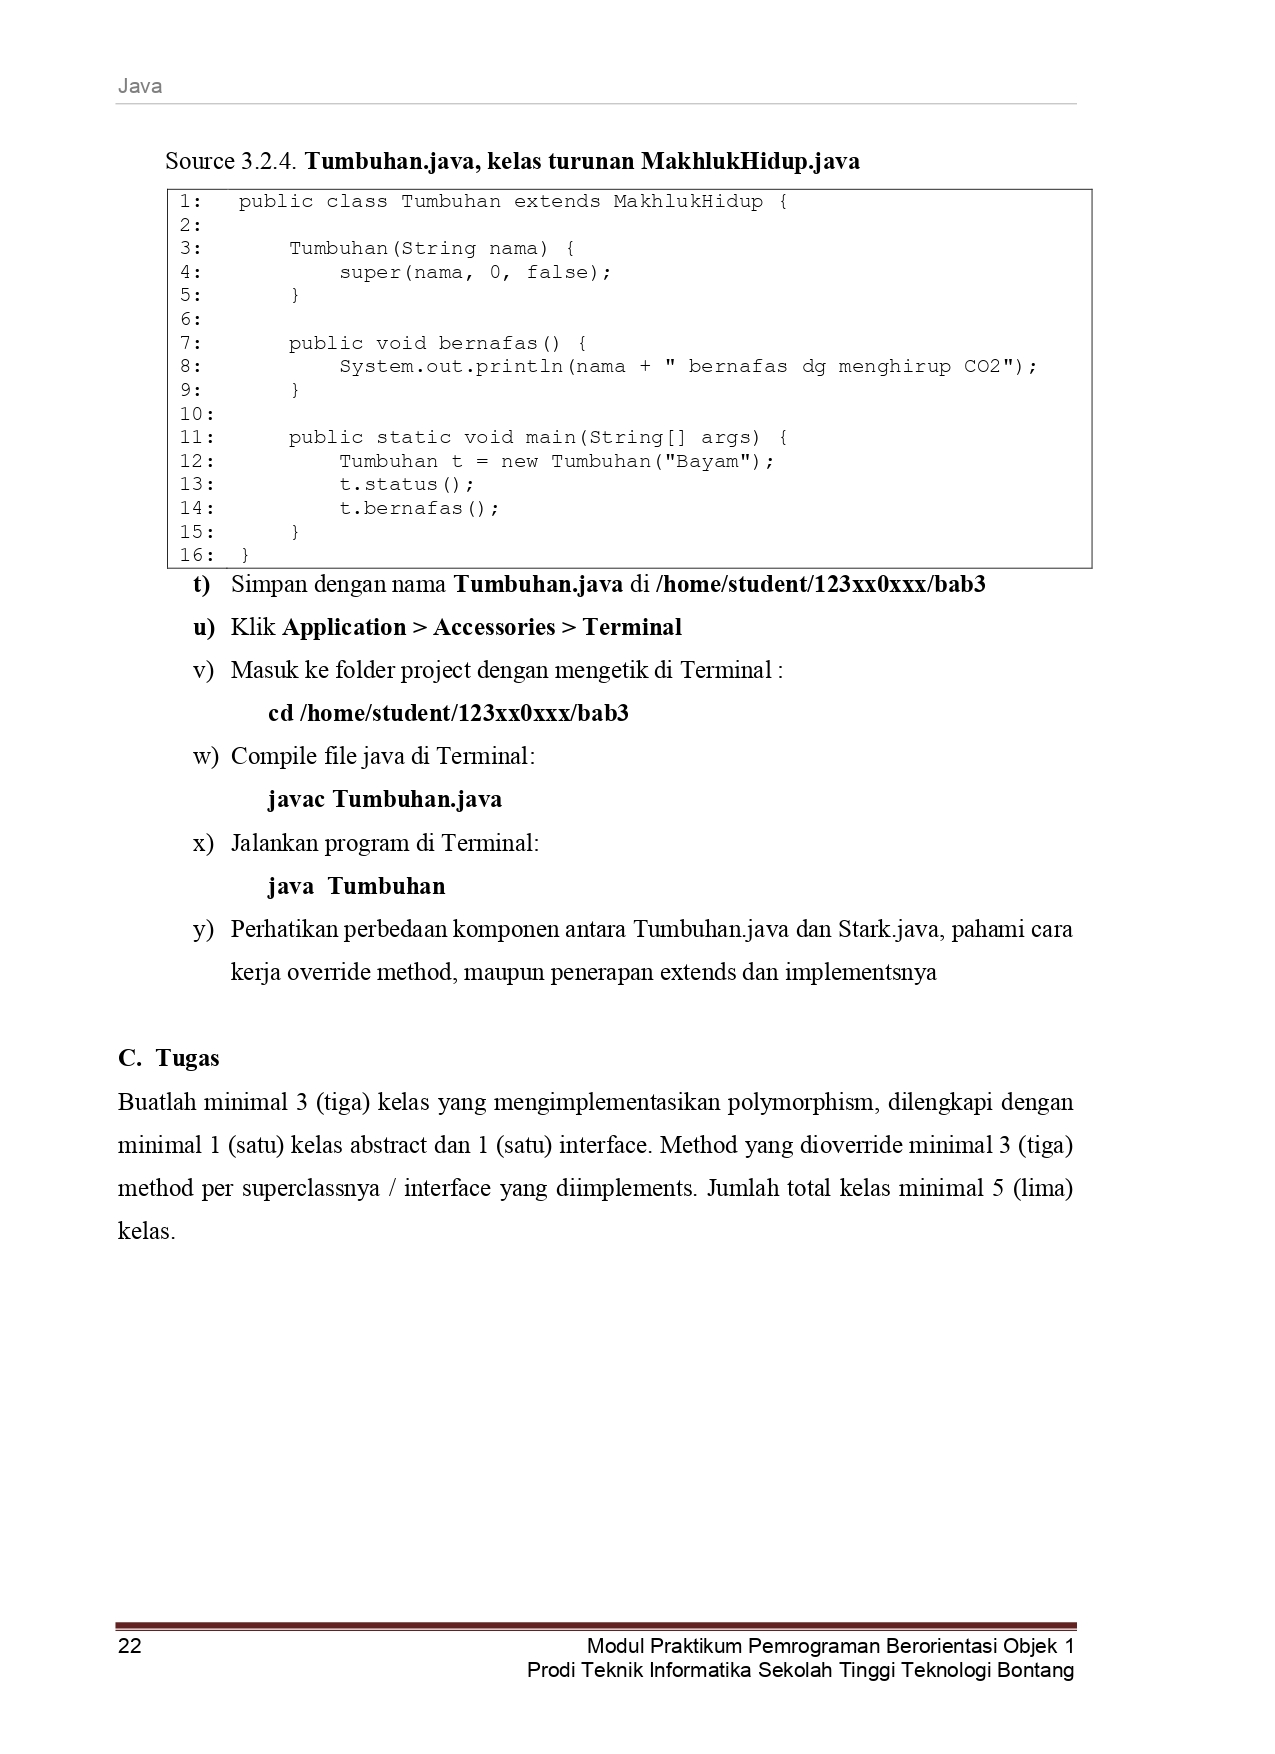 Java
Source 3.2.4. Tumbuhan.java, kelas turunan MakhlukHidup.java
1: public class Tumbuhan extends MakhlukHidup {
2:
3:     Tumbuhan(String nama) {
4:         super(nama, 0, false);
5:     }
6:
7:     public void bernafas() {
8:         System.out.println(nama + " bernafas dg menghirup CO2");
9:     }
10:
11:     public static void main(String[] args) {
12:         Tumbuhan t = new Tumbuhan("Bayam");
13:         t.status();
14:         t.bernafas();
15:     }
16: }
t) Simpan dengan nama Tumbuhan.java di /home/student/123xx0xxx/bab3
u) Klik Application > Accessories > Terminal
v) Masuk ke folder project dengan mengetik di Terminal :
cd /home/student/123xx0xxx/bab3
w) Compile file java di Terminal:
javac Tumbuhan.java
x) Jalankan program di Terminal:
java  Tumbuhan
y) Perhatikan perbedaan komponen antara Tumbuhan.java dan Stark.java, pahami cara
kerja override method, maupun penerapan extends dan implementsnya
C. Tugas
Buatlah minimal 3 (tiga) kelas yang mengimplementasikan polymorphism, dilengkapi dengan
minimal 1 (satu) kelas abstract dan 1 (satu) interface. Method yang dioverride minimal 3 (tiga)
method per superclassnya / interface yang diimplements. Jumlah total kelas minimal 5 (lima)
kelas.
22 Modul Praktikum Pemrograman Berorientasi Objek 1
Prodi Teknik Informatika Sekolah Tinggi Teknologi Bontang